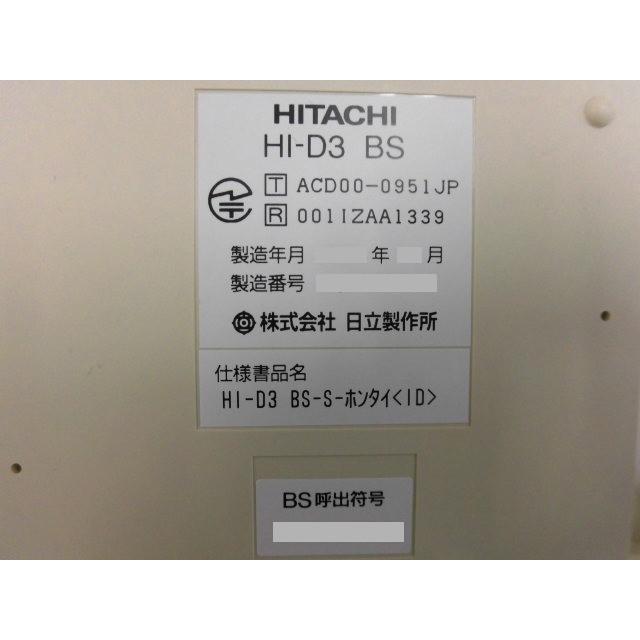 HITACHI
HI-D3 BS
T ACD00-0951JP
R 001IIZAA1339
製造年月 年 月
製造番号
株式会社 日立製作所
仕様書品名
HI-D3 BS-S-ホンタイ<ID>
BS呼出符号